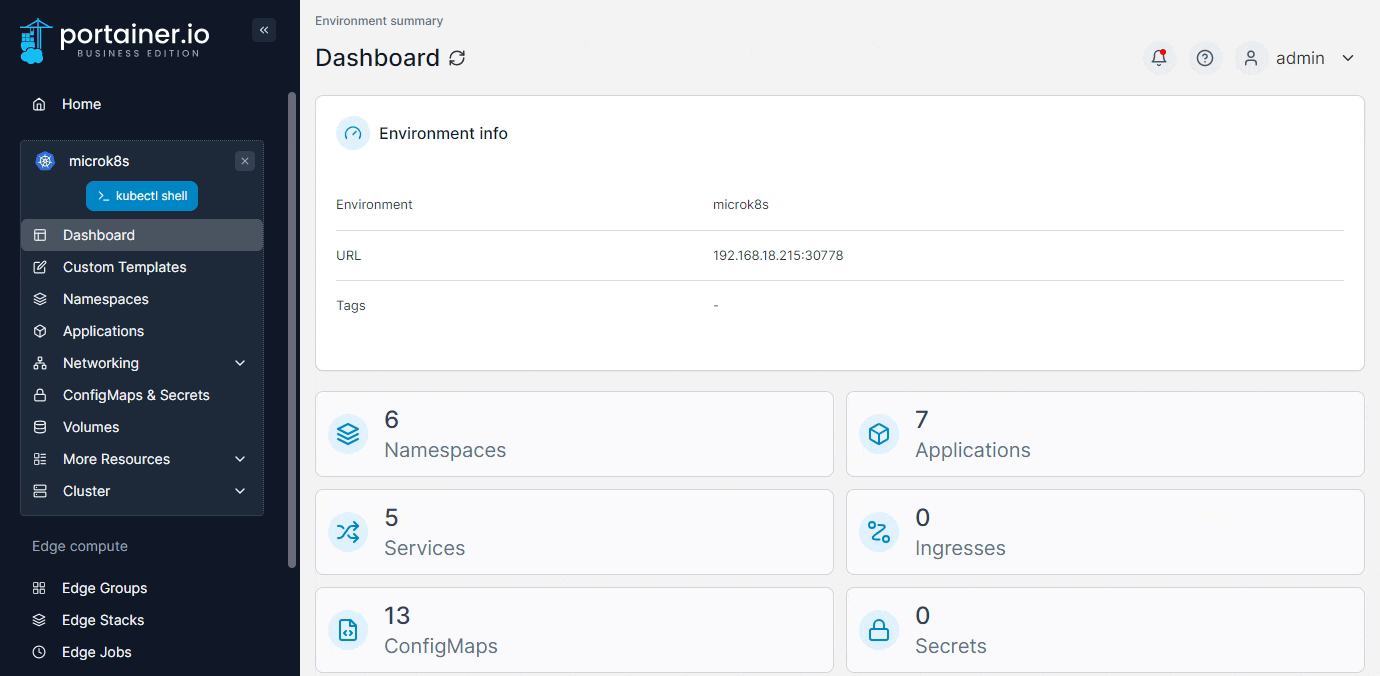 portainer.io
BUSINESS EDITION
Home
microk8s
kubectl shell
Dashboard
Custom Templates
Namespaces
Applications
Networking
ConfigMaps & Secrets
Volumes
More Resources
Cluster
Edge compute
Edge Groups
Edge Stacks
Edge Jobs
Environment summary
Dashboard
admin
Environment info
Environment microk8s
URL 192.168.18.215:30778
Tags -
6
Namespaces
7
Applications
5
Services
0
Ingresses
13
ConfigMaps
0
Secrets